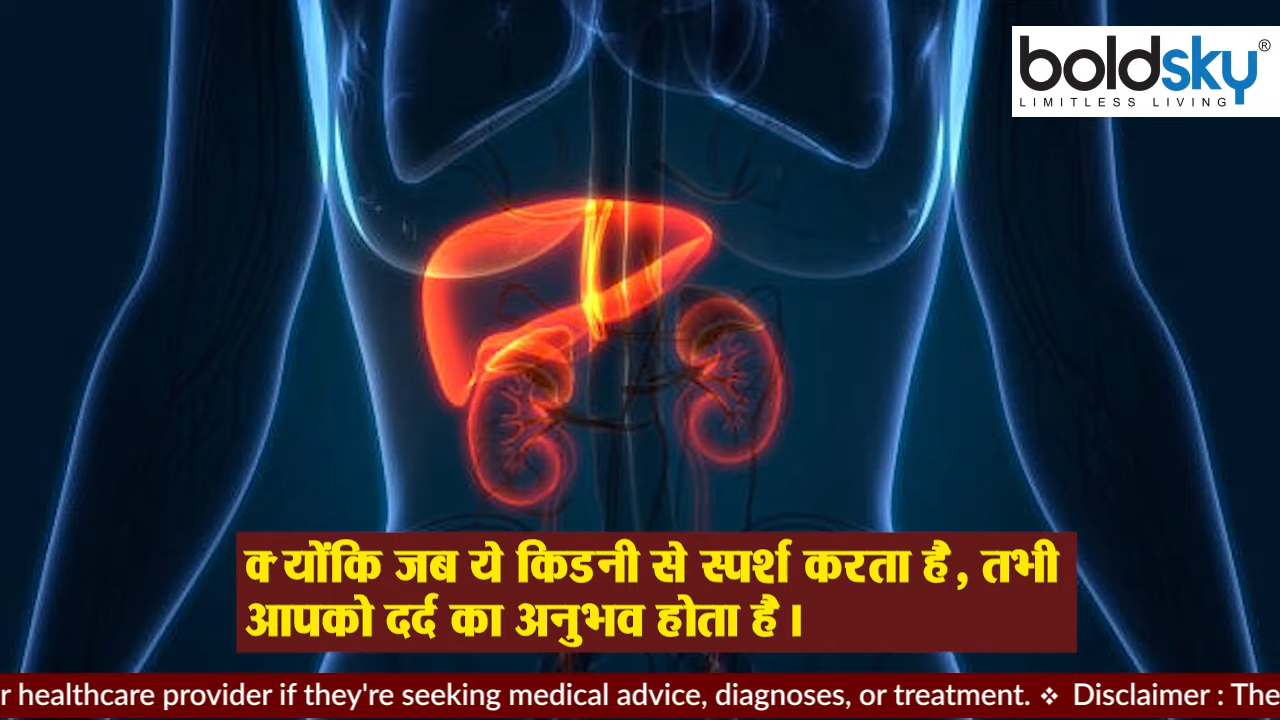 boldsky®
LIMITLESS LIVING
क्योंकि जब ये किडनी से स्पर्श करता है, तभी
आपको दर्द का अनुभव होता है।
r healthcare provider if they're seeking medical advice, diagnoses, or treatment. ❖ Disclaimer : The